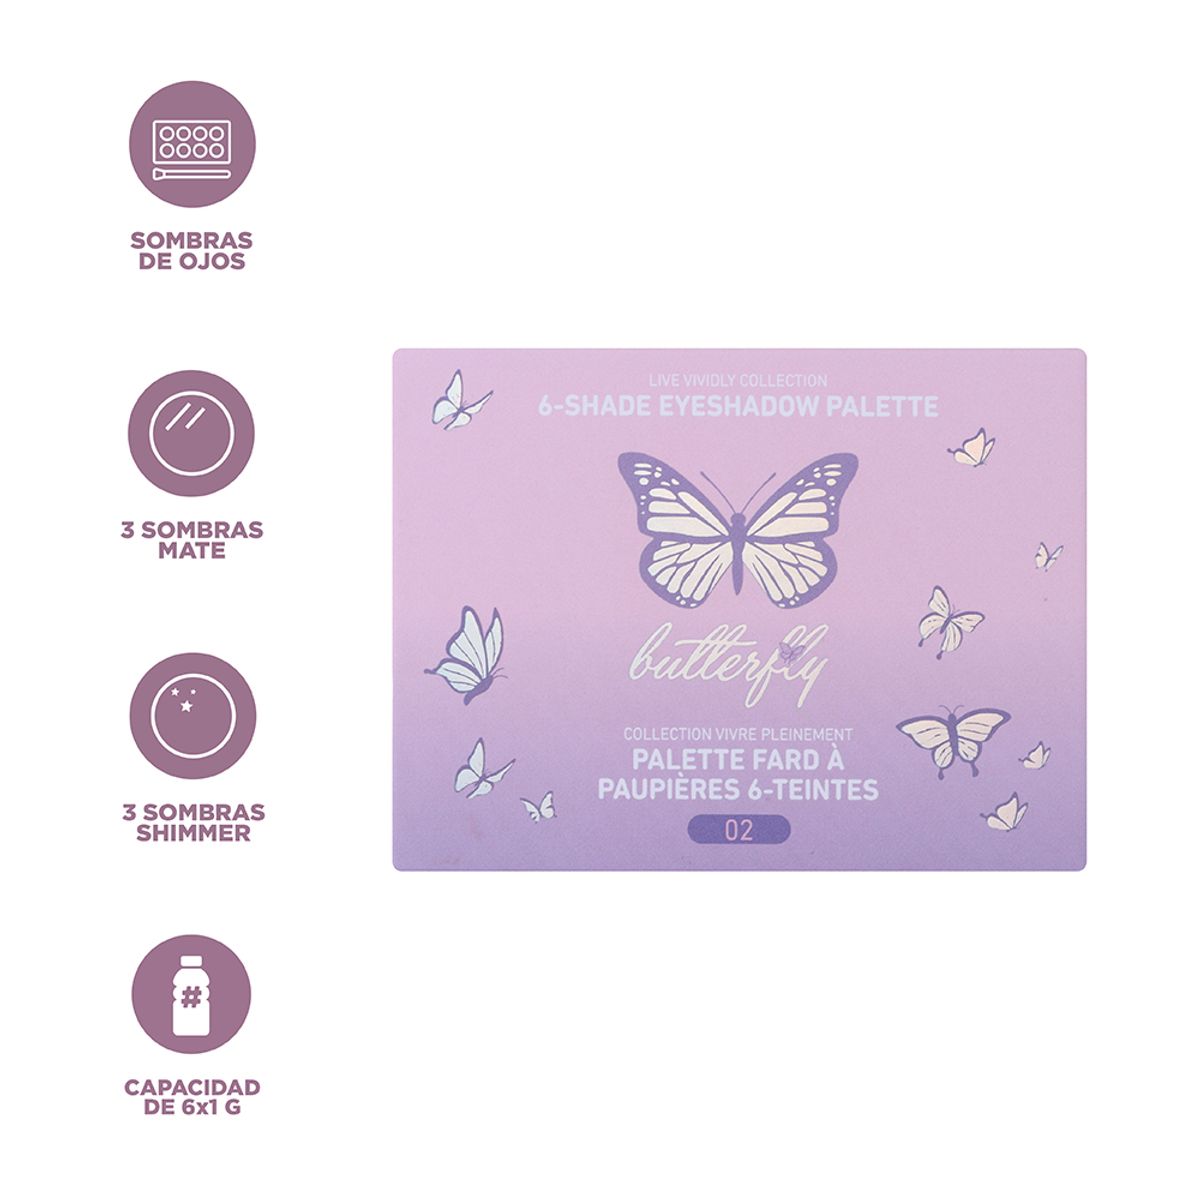 SOMBRAS
DE OJOS
3 SOMBRAS
MATE
3 SOMBRAS
SHIMMER
#
CAPACIDAD
DE 6x1 G
LIVE VIVIDLY COLLECTION
6-SHADE EYESHADOW PALETTE
butterfly
COLLECTION VIVRE PLEINEMENT
PALETTE FARD À
PAUPIÈRES 6-TEINTES
02